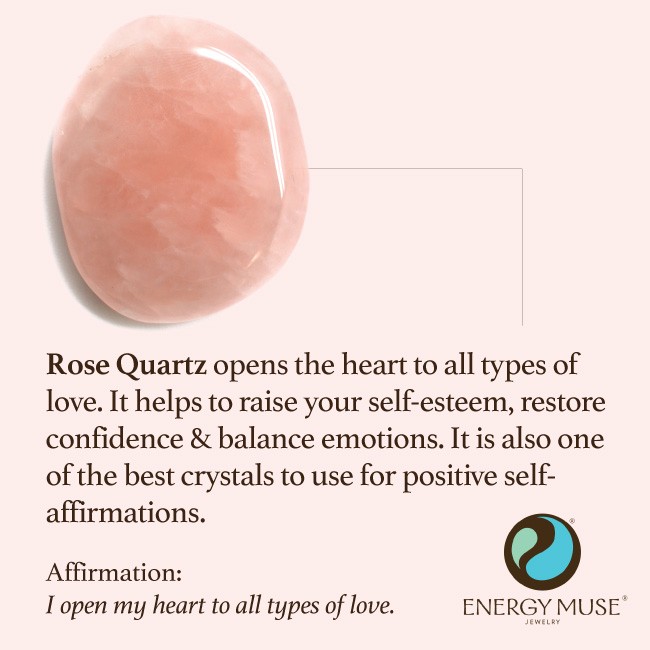 Rose Quartz opens the heart to all types of
love. It helps to raise your self-esteem, restore
confidence & balance emotions. It is also one
of the best crystals to use for positive self-
affirmations.
Affirmation:
I open my heart to all types of love.
®
ENERGY MUSE®
JEWELRY